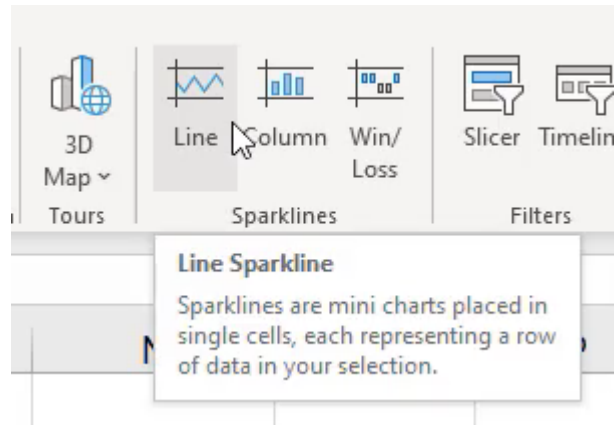 3D
Map
Line
Column
Win/
Loss
Slicer
Timelin
Tours
Sparklines
Filters
Line Sparkline
Sparklines are mini charts placed in
single cells, each representing a row
of data in your selection.